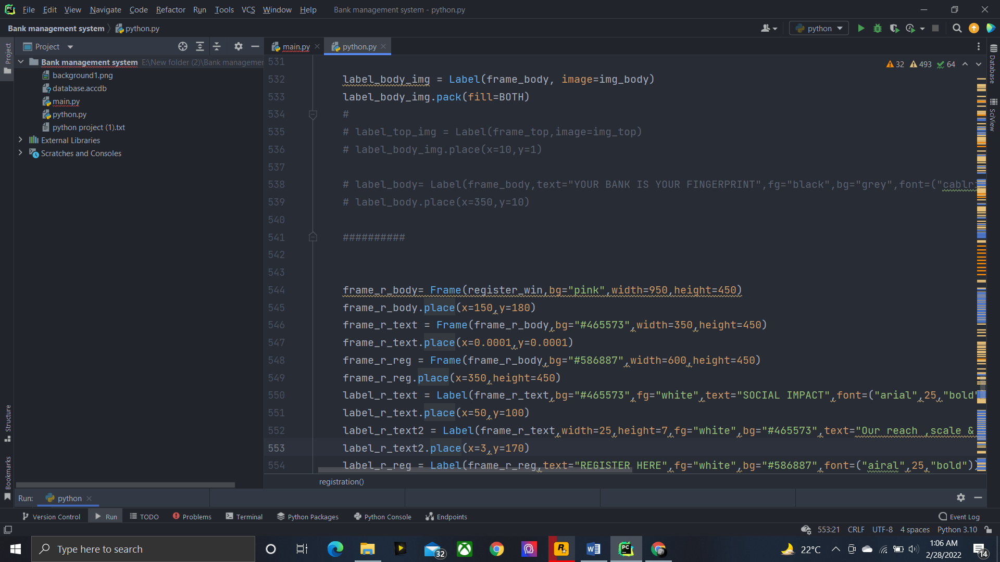 File Edit View Navigate Code Refactor Run Tools VCS Window Help Bank management system - python.py
Bank management system python.py python
Project
Project main.py python.py
Bank management system E:\New folder (2)\Bank managemen
background1.png
database.accdb
main.py
python.py
python project (1).txt
External Libraries
Scratches and Consoles
32 493 64
531
532 label_body_img = Label(frame_body, image=img_body)
533 label_body_img.pack(fill=BOTH)
534 #
535 # label_top_img = Label(frame_top,image=img_top)
536 # label_body_img.place(x=10,y=1)
537
538 # label_body= Label(frame_body,text="YOUR BANK IS YOUR FINGERPRINT",fg="black",bg="grey",font=("cablri
539 # label_body.place(x=350,y=10)
540
541 ##########
542
543
544 frame_r_body= Frame(register_win,bg="pink",width=950,height=450)
545 frame_r_body.place(x=150,y=180)
546 frame_r_text = Frame(frame_r_body,bg="#465573",width=350,height=450)
547 frame_r_text.place(x=0.0001,y=0.0001)
548 frame_r_reg = Frame(frame_r_body,bg="#586887",width=600,height=450)
549 frame_r_reg.place(x=350,height=450)
550 label_r_text = Label(frame_r_text,bg="#465573",fg="white",text="SOCIAL IMPACT",font=("arial",25,"bold"
551 label_r_text.place(x=50,y=100)
552 label_r_text2 = Label(frame_r_text,width=25,height=7,fg="white",bg="#465573",text="Our reach ,scale &
553 label_r_text2.place(x=3,y=170)
554 label_r_reg = Label(frame_r_reg,text="REGISTER HERE",fg="white",bg="#586887",font=("airal",25,"bold"))
registration()
Database
SciView
Structure
Bookmarks
Run: python
Version Control Run TODO Problems Terminal Python Packages Python Console Endpoints Event Log
553:21 CRLF UTF-8 4 spaces Python 3.10
Type here to search 32 22°C 1:06 AM
2/28/2022 14